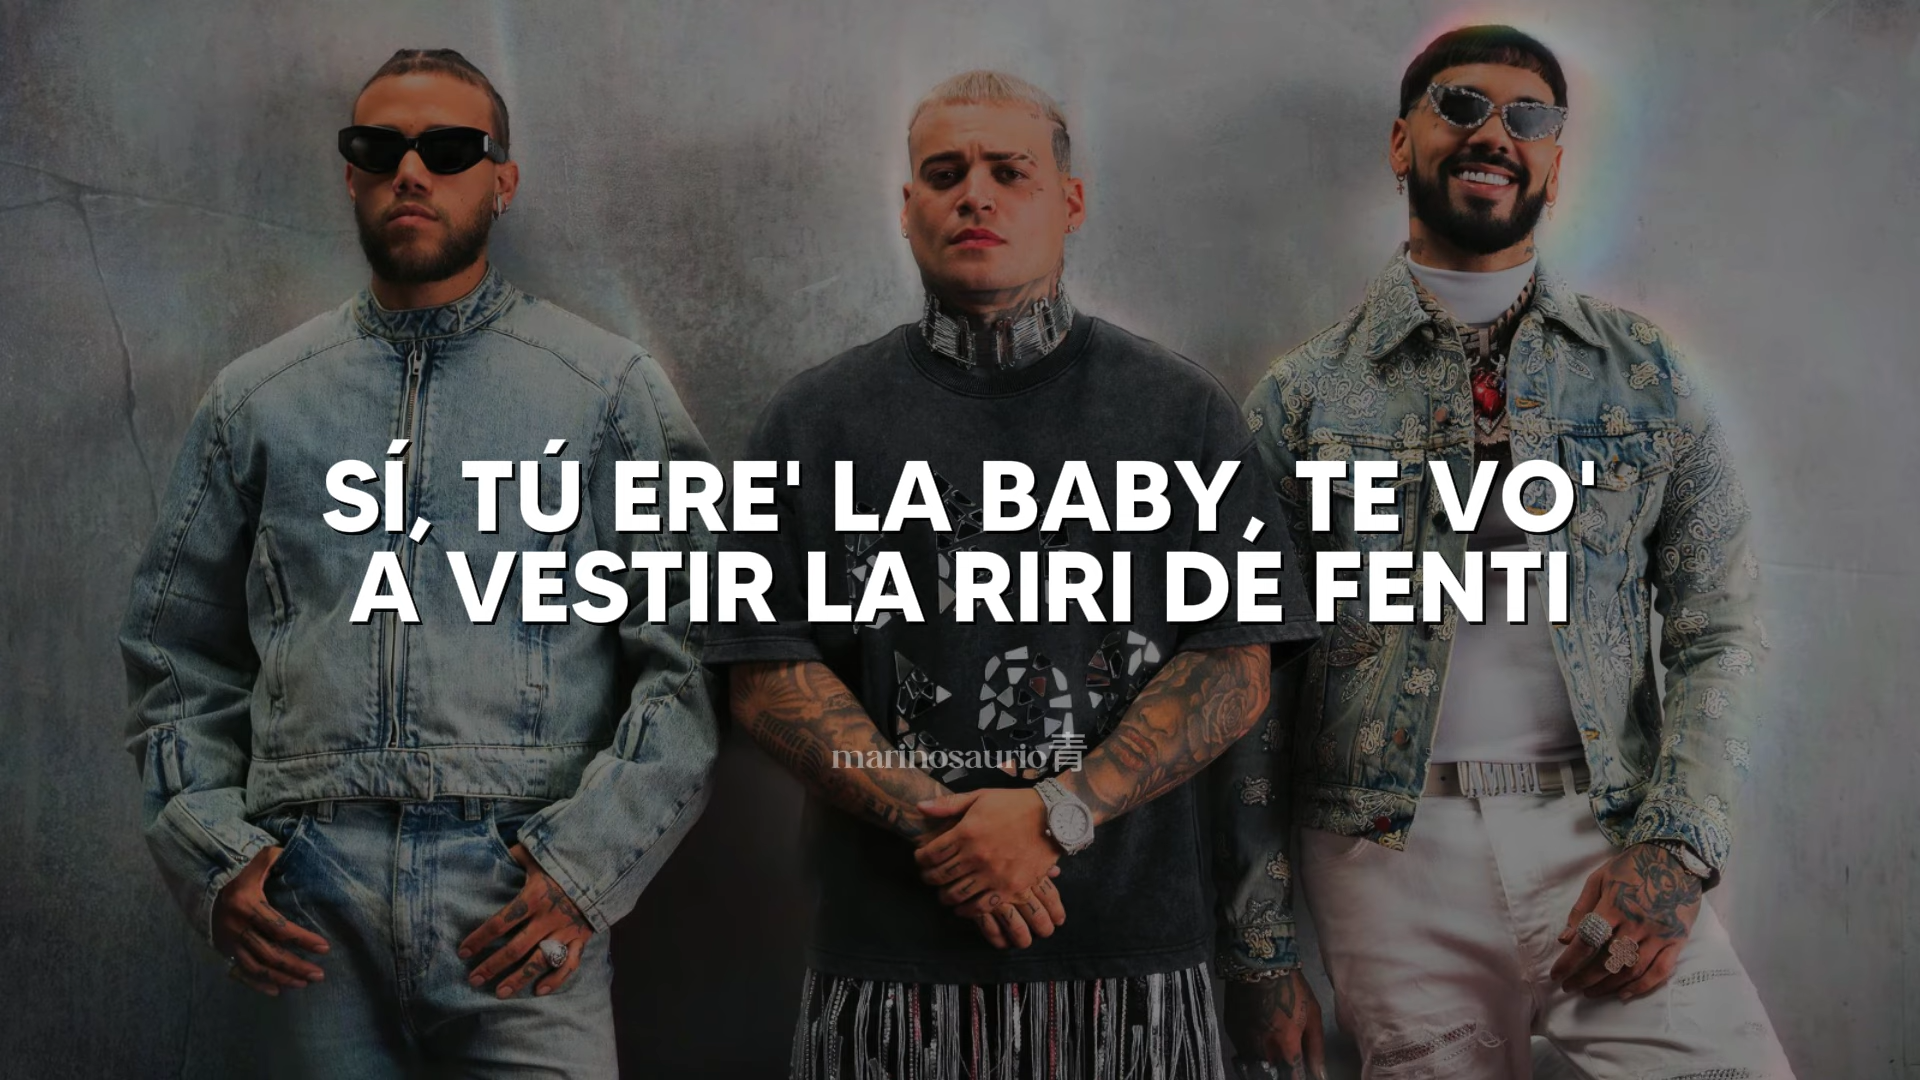 SÍ, TÚ ERE' LA BABY, TE VO'
A VESTIR LA RIRI DE FENTI
marinosaurio青
AMIRI